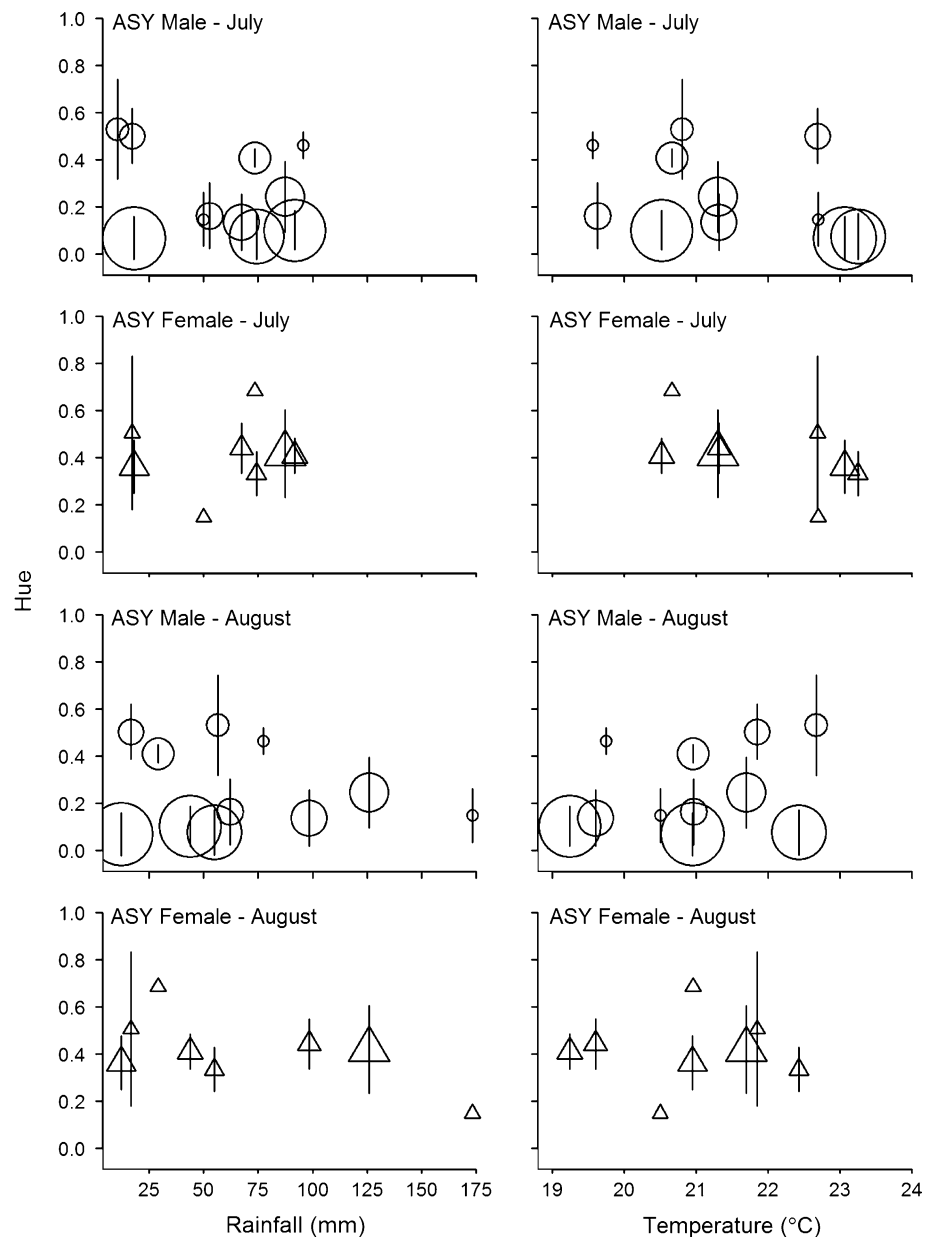 Hue
ASY Male - July
1.0
0.8
0.6
0.4
0.2
0.0
ASY Male - July
ASY Female - July
1.0
0.8
0.6
0.4
0.2
0.0
ASY Female - July
ASY Male - August
1.0
0.8
0.6
0.4
0.2
0.0
ASY Male - August
ASY Female - August
1.0
0.8
0.6
0.4
0.2
0.0
25 50 75 100 125 150 175
Rainfall (mm)
ASY Female - August
19 20 21 22 23 24
Temperature (°C)